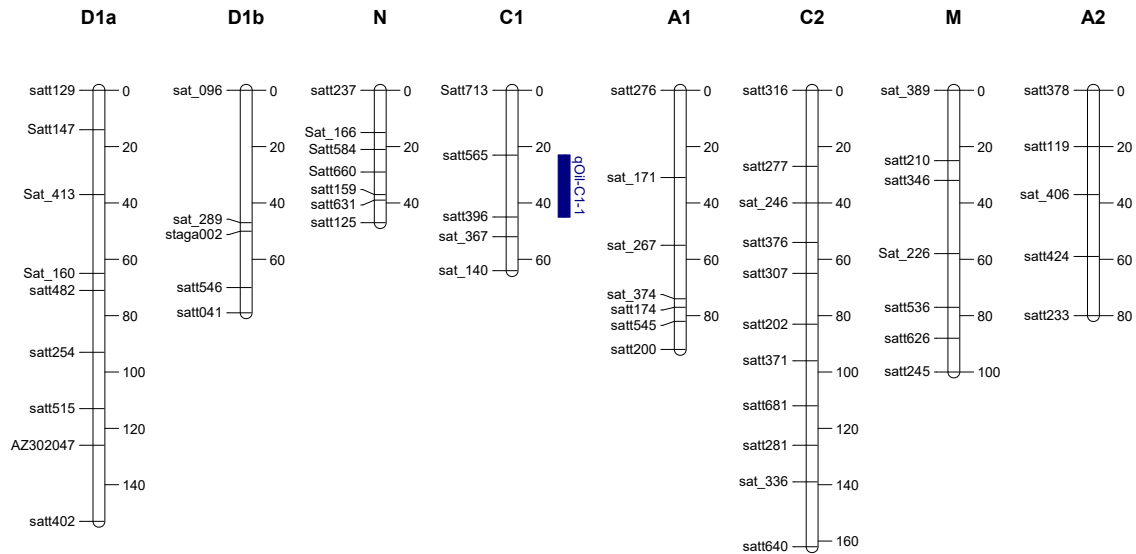 D1a D1b N C1 A1 C2 M A2
satt129
Satt147
Sat_413
Sat_160
satt482
satt254
satt515
AZ302047
satt402
0
20
40
60
80
100
120
140
sat_096
sat_289
staga002
satt546
satt041
0
20
40
60
satt237
Sat_166
Satt584
Satt660
satt159
satt631
satt125
0
20
40
Satt713
satt565
satt396
sat_367
sat_140
0
20
40
60
qOil-C1-1
satt276
sat_171
sat_267
sat_374
satt174
satt545
satt200
0
20
40
60
80
satt316
satt277
sat_246
satt376
satt307
satt202
satt371
satt681
satt281
sat_336
satt640
0
20
40
60
80
100
120
140
160
sat_389
satt210
satt346
Sat_226
satt536
satt626
satt245
0
20
40
60
80
100
satt378
satt119
sat_406
satt424
satt233
0
20
40
60
80